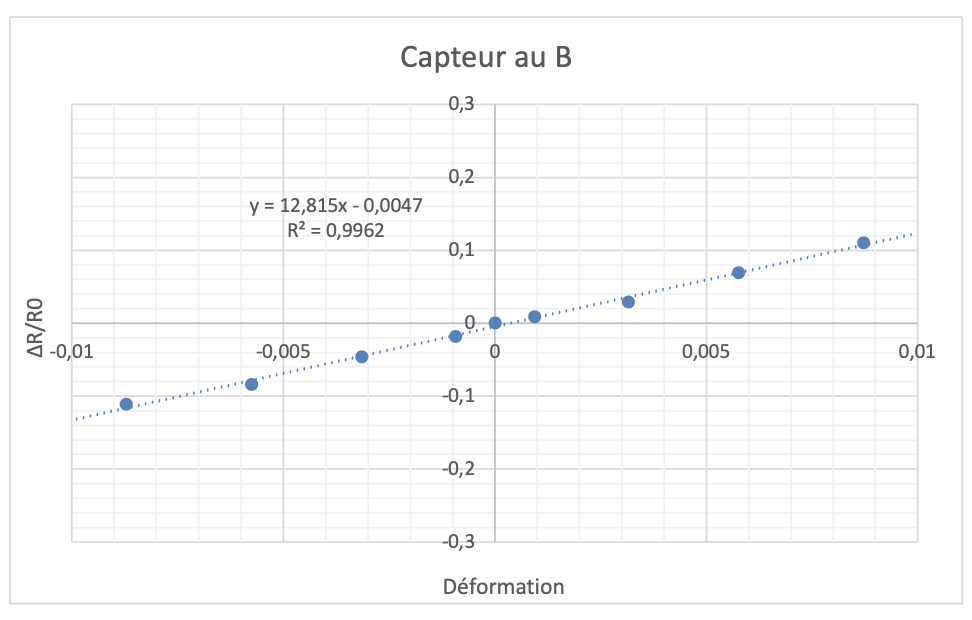 Capteur au B
0,3
0,2
y = 12,815x - 0,0047
R² = 0,9962
0,1
ΔR/R0
0
-0,01
-0,005
0
0,005
0,01
-0,1
-0,2
-0,3
Déformation